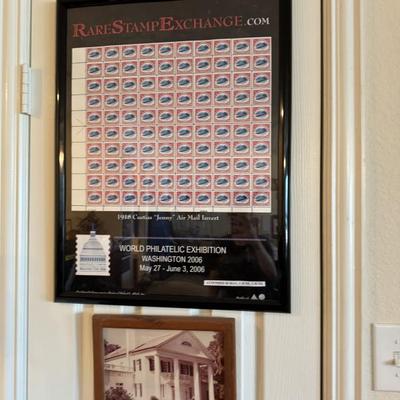 RareStampExchange.com
1918 Curtiss "Jenny" Air Mail Invert
WORLD PHILATELIC EXHIBITION
WASHINGTON 2006
May 27 - June 3, 2006